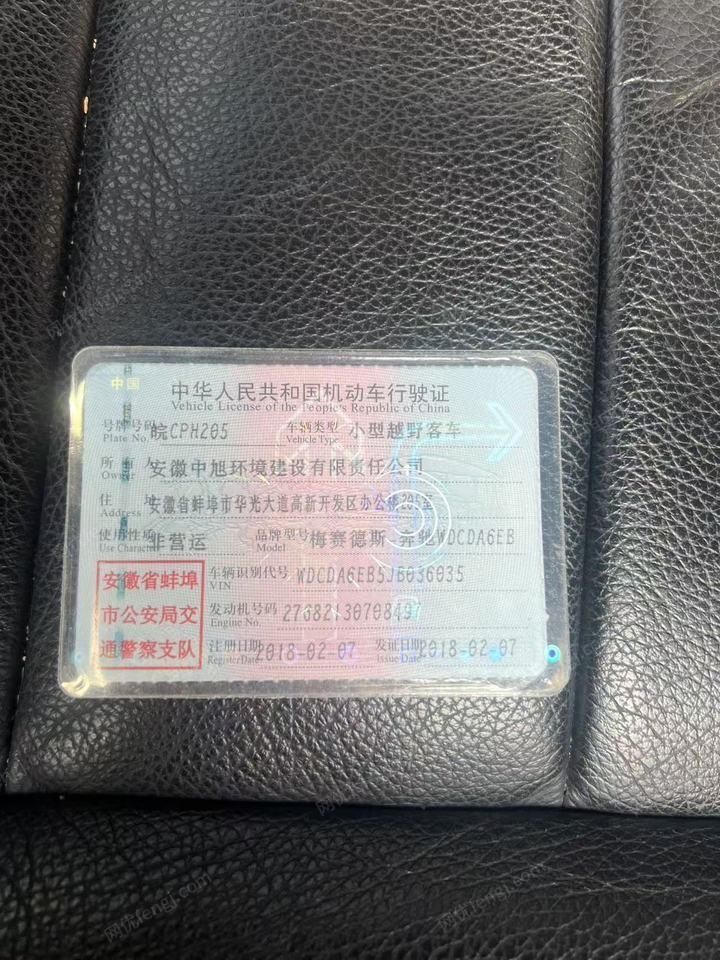 中国
中华人民共和国机动车行驶证
Vehicle License of the People's Republic of China
号牌号码 Plate No. 皖CPH205 车辆类型 Vehicle Type 小型越野客车
所有人 Owner 安徽中旭环境建设有限责任公司
住址 Address 安徽省蚌埠市华光大道高新开发区办公楼205室
使用性质 Use Character 非营运 品牌型号 Model 梅赛德斯-奔驰WDCDA6EB
安徽省蚌埠
市公安局交
通警察支队
车辆识别代号 VIN WDCDA6EB5JB036035
发动机号码 Engine No. 27682130708497
注册日期 Register Date 2018-02-07 发证日期 Issue Date 2018-02-07